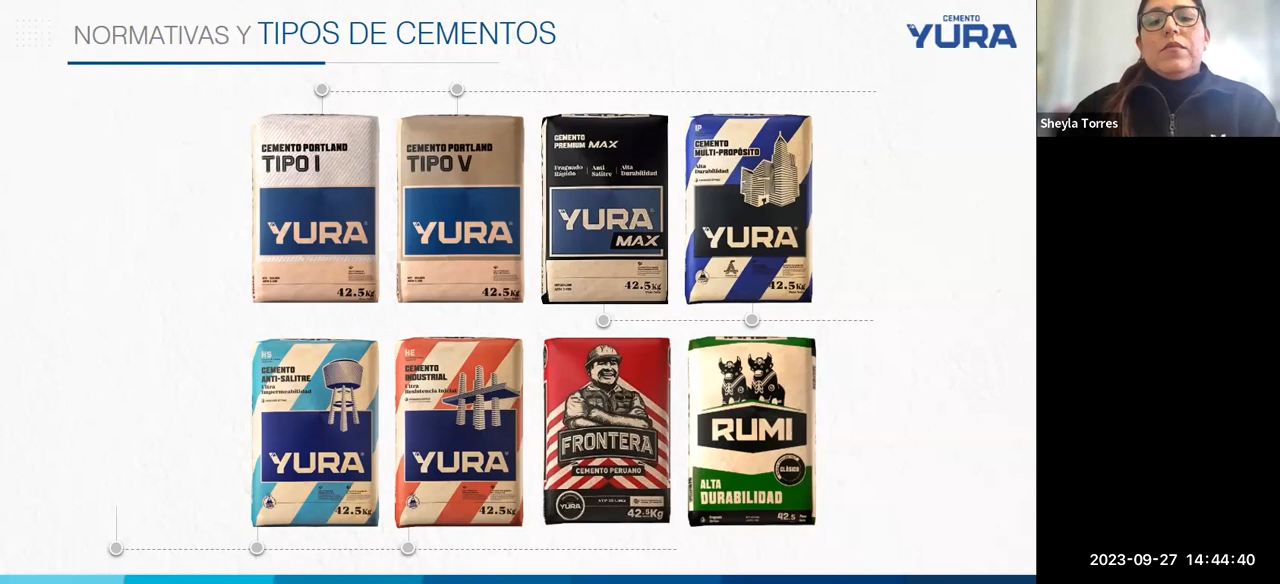 NORMATIVAS Y TIPOS DE CEMENTOS
CEMENTO
YURA
Sheyla Torres
CEMENTO PORTLAND
TIPO I
YURA
42.5Kg
CEMENTO PORTLAND
TIPO V
YURA
42.5Kg
CEMENTO
PREMIUM MAX
Fraguado Rápido
Anti Salitre
Alta Durabilidad
YURA
MAX
42.5Kg
IP
CEMENTO
MULTI-PROPÓSITO
Alta
Durabilidad
YURA
42.5Kg
HS
CEMENTO
ANTI-SALITRE
Ultra
Impermeabilidad
YURA
42.5Kg
HE
CEMENTO
INDUSTRIAL
Ultra
Resistencia Inicial
YURA
42.5Kg
FRONTERA
CEMENTO PERUANO
YURA
42.5Kg
RUMI
CLÁSICO
ALTA
DURABILIDAD
42.5
2023-09-27 14:44:40